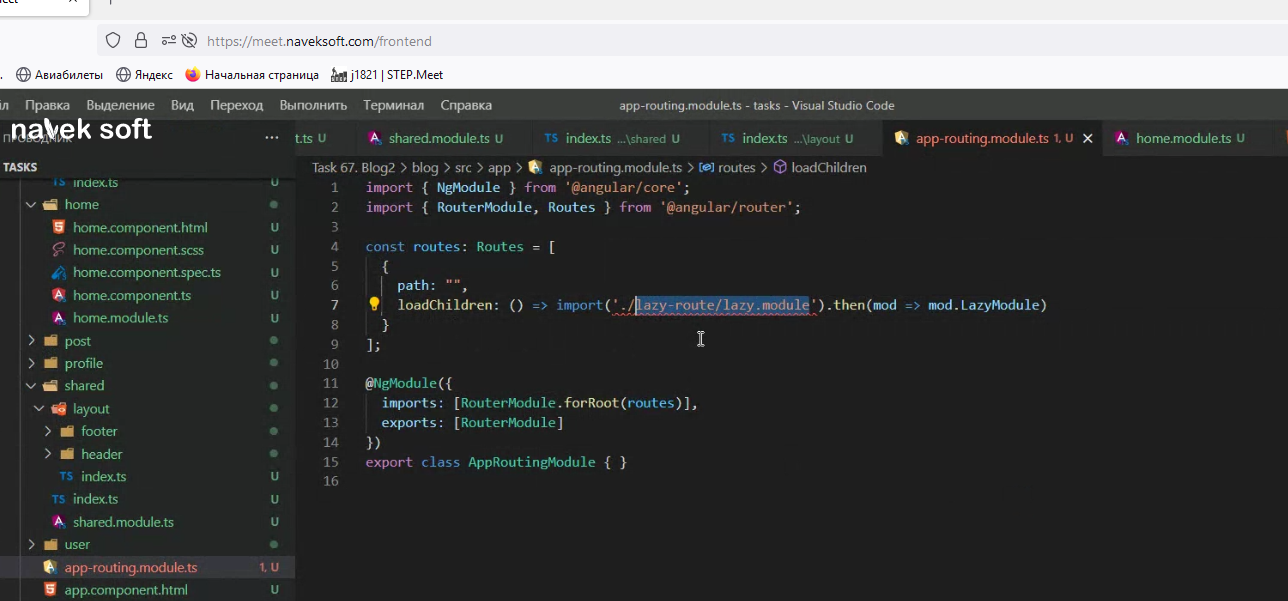 https://meet.naveksoft.com/frontend
Авиабилеты Яндекс Начальная страница j1821 | STEP.Meet
Правка Выделение Вид Переход Выполнить Терминал Справка app-routing.module.ts - tasks - Visual Studio Code
navek soft
t.ts U shared.module.ts U TS index.ts ...\shared U TS index.ts ...\layout U app-routing.module.ts 1, U home.module.ts U
TASKS
Task 67. Blog2 > blog > src > app > app-routing.module.ts > routes > loadChildren
TS index.ts U
home
home.component.html U
home.component.scss U
home.component.spec.ts U
home.component.ts U
home.module.ts U
post
profile
shared
layout
footer
header
TS index.ts U
TS index.ts U
shared.module.ts U
user
app-routing.module.ts 1, U
app.component.html U
1 import { NgModule } from '@angular/core';
2 import { RouterModule, Routes } from '@angular/router';
3
4 const routes: Routes = [
5 {
6 path: "",
7 loadChildren: () => import('./lazy-route/lazy.module').then(mod => mod.LazyModule)
8 }
9 ];
10
11 @NgModule({
12 imports: [RouterModule.forRoot(routes)],
13 exports: [RouterModule]
14 })
15 export class AppRoutingModule { }
16